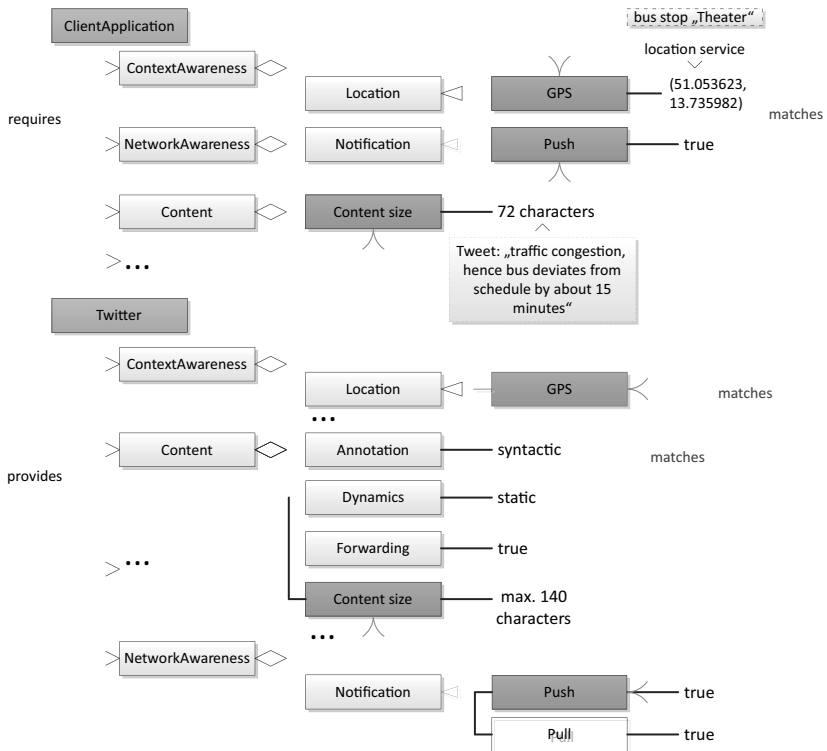 ClientApplication
bus stop „Theater“
ContextAwareness
location service
Location
GPS
(51.053623,
13.735982)
requires
matches
NetworkAwareness
Notification
Push
true
Content
Content size
72 characters
...
Tweet: „traffic congestion,
hence bus deviates from
schedule by about 15
minutes“
Twitter
ContextAwareness
Location
GPS
matches
...
Content
Annotation
syntactic
matches
provides
Dynamics
static
Forwarding
true
...
Content size
max. 140
characters
...
NetworkAwareness
Notification
Push
true
Pull
true